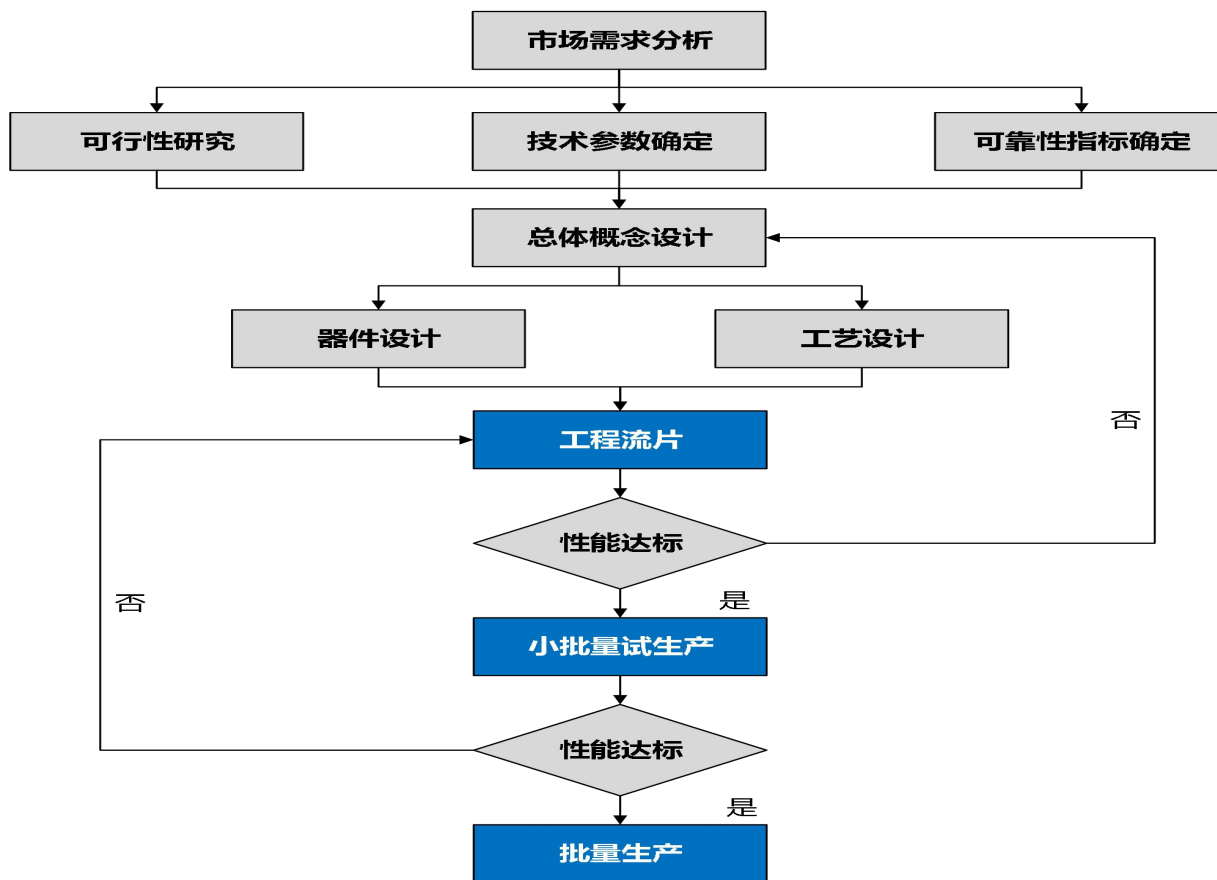 市场需求分析
可行性研究
技术参数确定
可靠性指标确定
总体概念设计
器件设计
工艺设计
否
工程流片
性能达标
否
是
小批量试生产
性能达标
是
批量生产